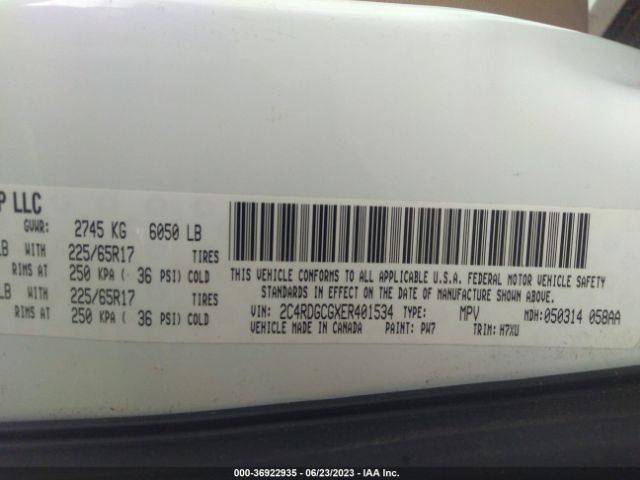 P LLC
GVWR: 2745 KG 6050 LB
LB WITH 225/65R17 TIRES
RIMS AT 250 KPA ( 36 PSI) COLD
LB WITH 225/65R17 TIRES
RIMS AT 250 KPA ( 36 PSI) COLD
THIS VEHICLE CONFORMS TO ALL APPLICABLE U.S.A. FEDERAL MOTOR VEHICLE SAFETY
STANDARDS IN EFFECT ON THE DATE OF MANUFACTURE SHOWN ABOVE.
VIN: 2C4RDGCGXER401534 TYPE: MPV MDH: 050314 058AA
VEHICLE MADE IN CANADA PAINT: PW7 TRIM: H7XU
000-36922935 - 06/23/2023 - IAA Inc.